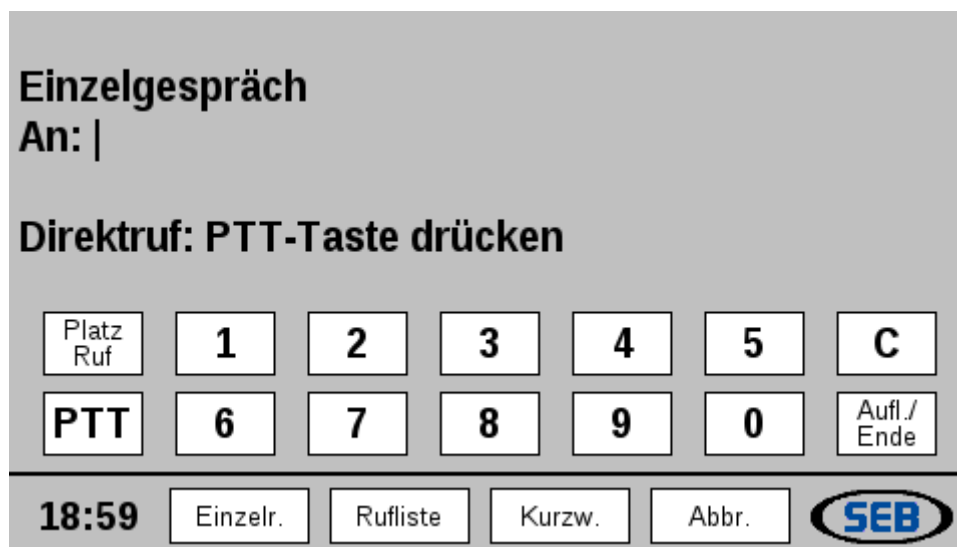 Einzelgespräch
An: |
Direktruf: PTT-Taste drücken
Platz
Ruf
1 2 3 4 5 C
PTT 6 7 8 9 0 Aufl./
Ende
18:59 Einzelr. Rufliste Kurzw. Abbr. SEB